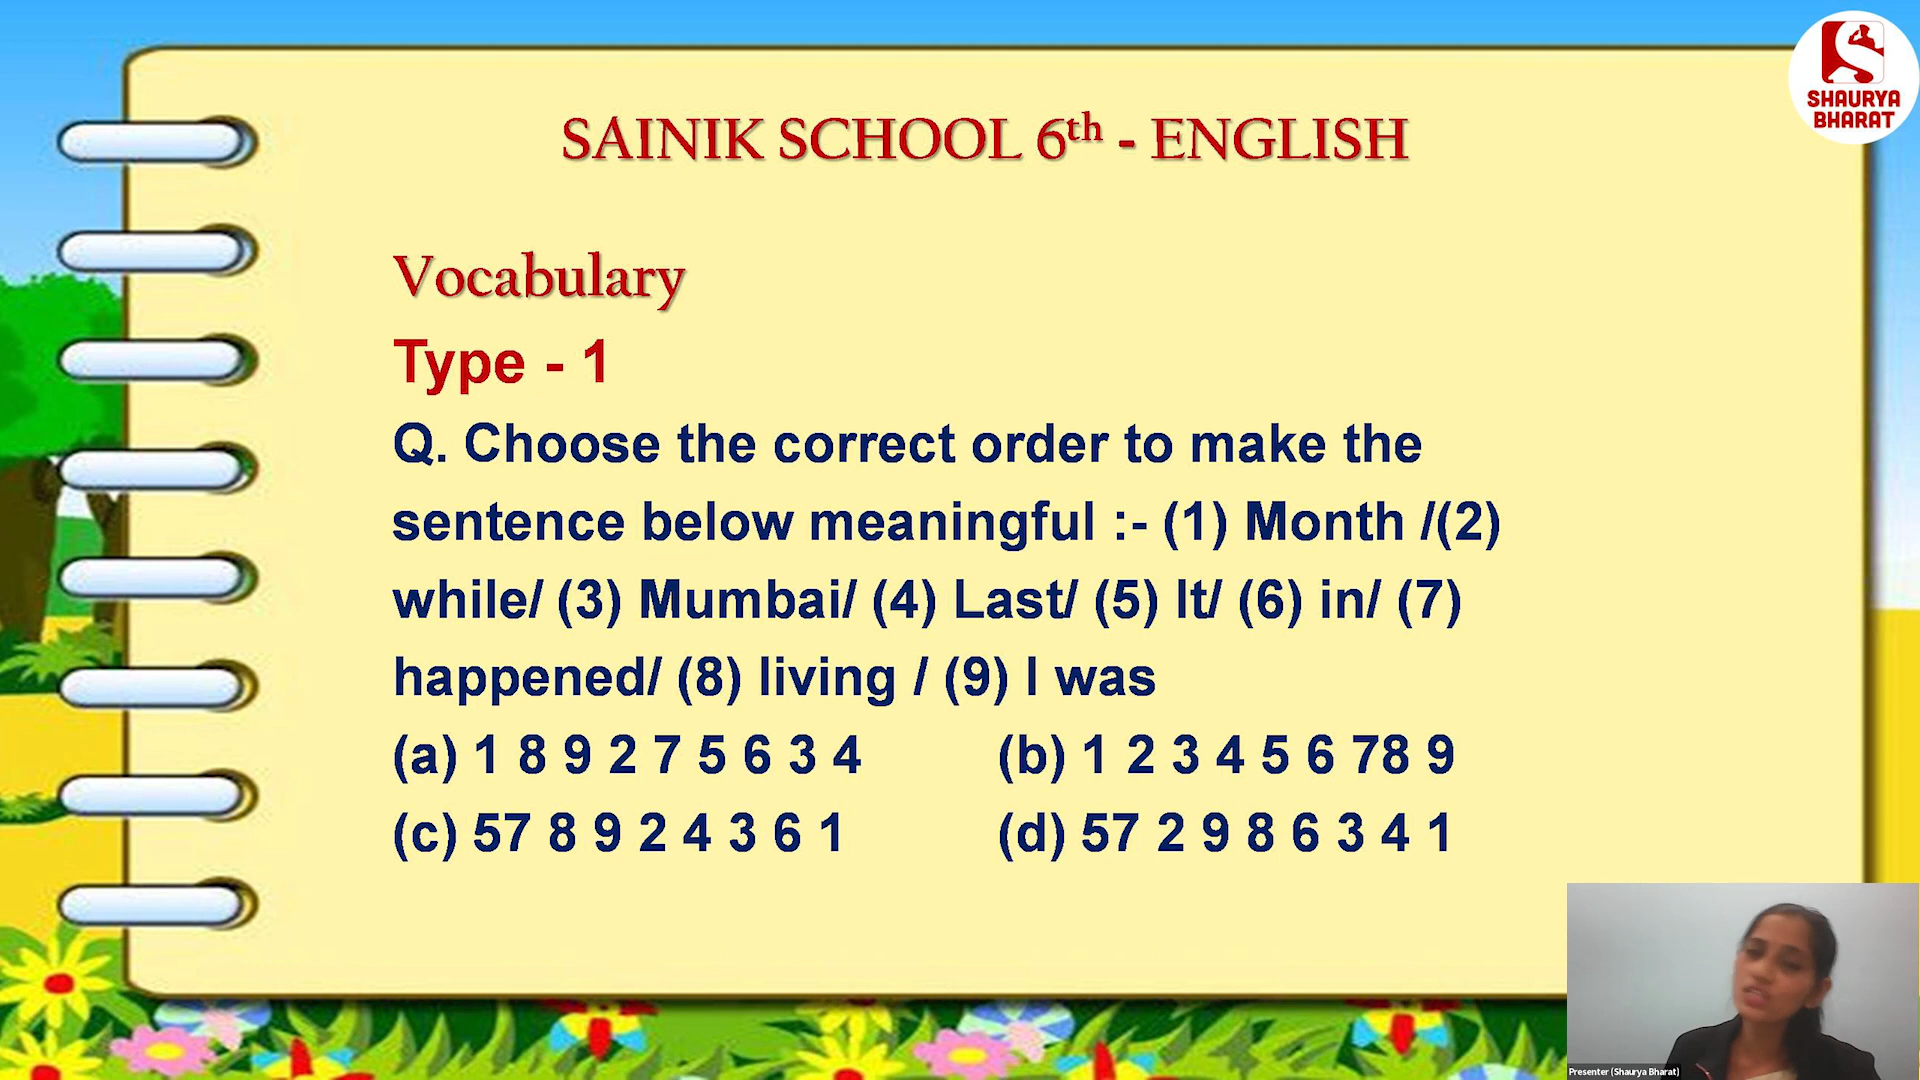 SHAURYA
BHARAT
SAINIK SCHOOL 6th - ENGLISH
Vocabulary
Type - 1
Q. Choose the correct order to make the
sentence below meaningful :- (1) Month /(2)
while/ (3) Mumbai/ (4) Last/ (5) It/ (6) in/ (7)
happened/ (8) living / (9) I was
(a) 1 8 9 2 7 5 6 3 4 (b) 1 2 3 4 5 6 78 9
(c) 57 8 9 2 4 3 6 1 (d) 57 2 9 8 6 3 4 1
Presenter (Shaurya Bharat)